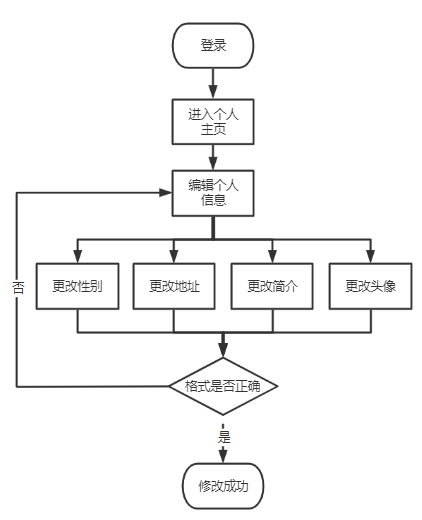 登录
进入个人
主页
编辑个人
信息
否
更改性别
更改地址
更改简介
更改头像
格式是否正确
是
修改成功